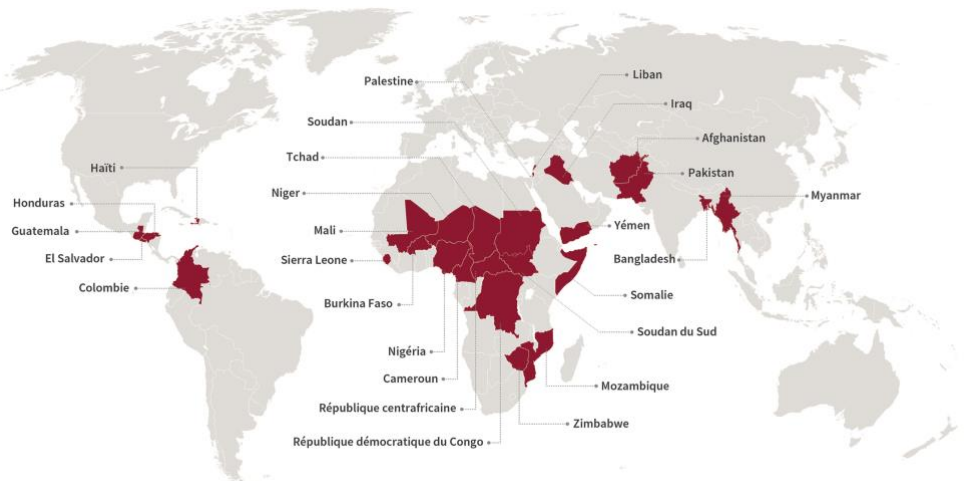 Palestine
Liban
Iraq
Soudan
Afghanistan
Tchad
Haïti
Pakistan
Niger
Myanmar
Honduras
Mali
Yémen
Guatemala
El Salvador
Sierra Leone
Bangladesh
Colombie
Somalie
Burkina Faso
Soudan du Sud
Nigéria
Cameroun
Mozambique
République centrafricaine
Zimbabwe
République démocratique du Congo